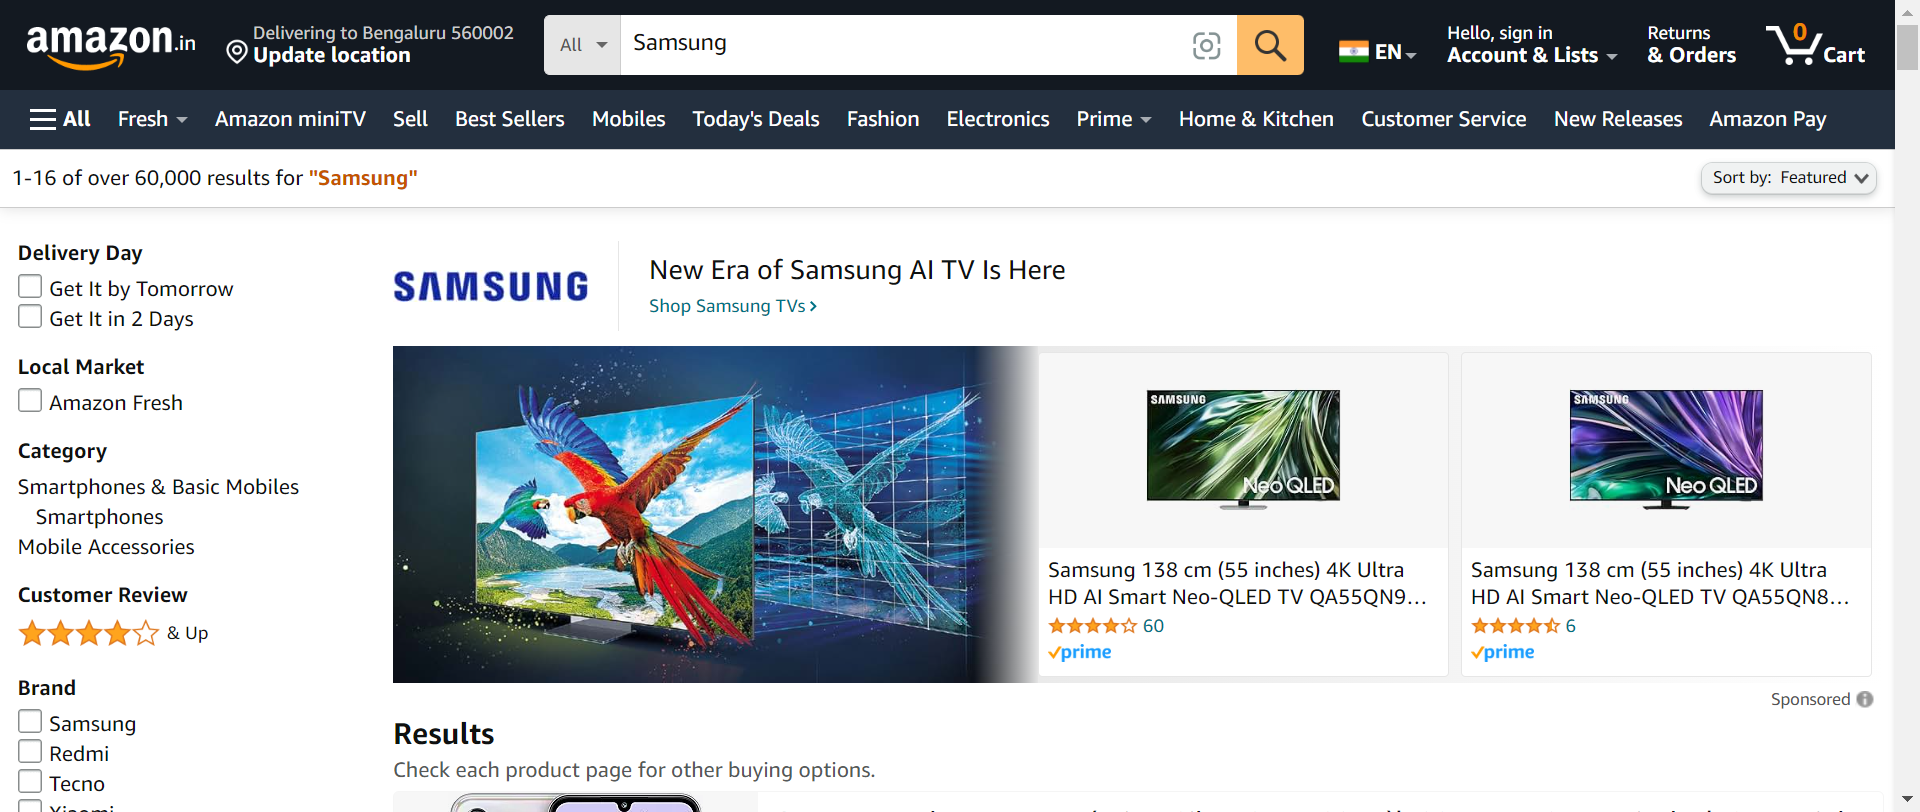 amazon.in
Delivering to Bengaluru 560002
Update location
All
Samsung
EN
Hello, sign in
Account & Lists
Returns
& Orders
0
Cart
All
Fresh
Amazon miniTV
Sell
Best Sellers
Mobiles
Today's Deals
Fashion
Electronics
Prime
Home & Kitchen
Customer Service
New Releases
Amazon Pay
1-16 of over 60,000 results for "Samsung"
Sort by: Featured
Delivery Day
Get It by Tomorrow
Get It in 2 Days
Local Market
Amazon Fresh
Category
Smartphones & Basic Mobiles
Smartphones
Mobile Accessories
Customer Review
& Up
Brand
Samsung
Redmi
Tecno
SAMSUNG
New Era of Samsung AI TV Is Here
Shop Samsung TVs
SAMSUNG
Neo QLED
Samsung 138 cm (55 inches) 4K Ultra
HD AI Smart Neo-QLED TV QA55QN9...
60
prime
SAMSUNG
Neo QLED
Samsung 138 cm (55 inches) 4K Ultra
HD AI Smart Neo-QLED TV QA55QN8...
6
prime
Sponsored
Results
Check each product page for other buying options.